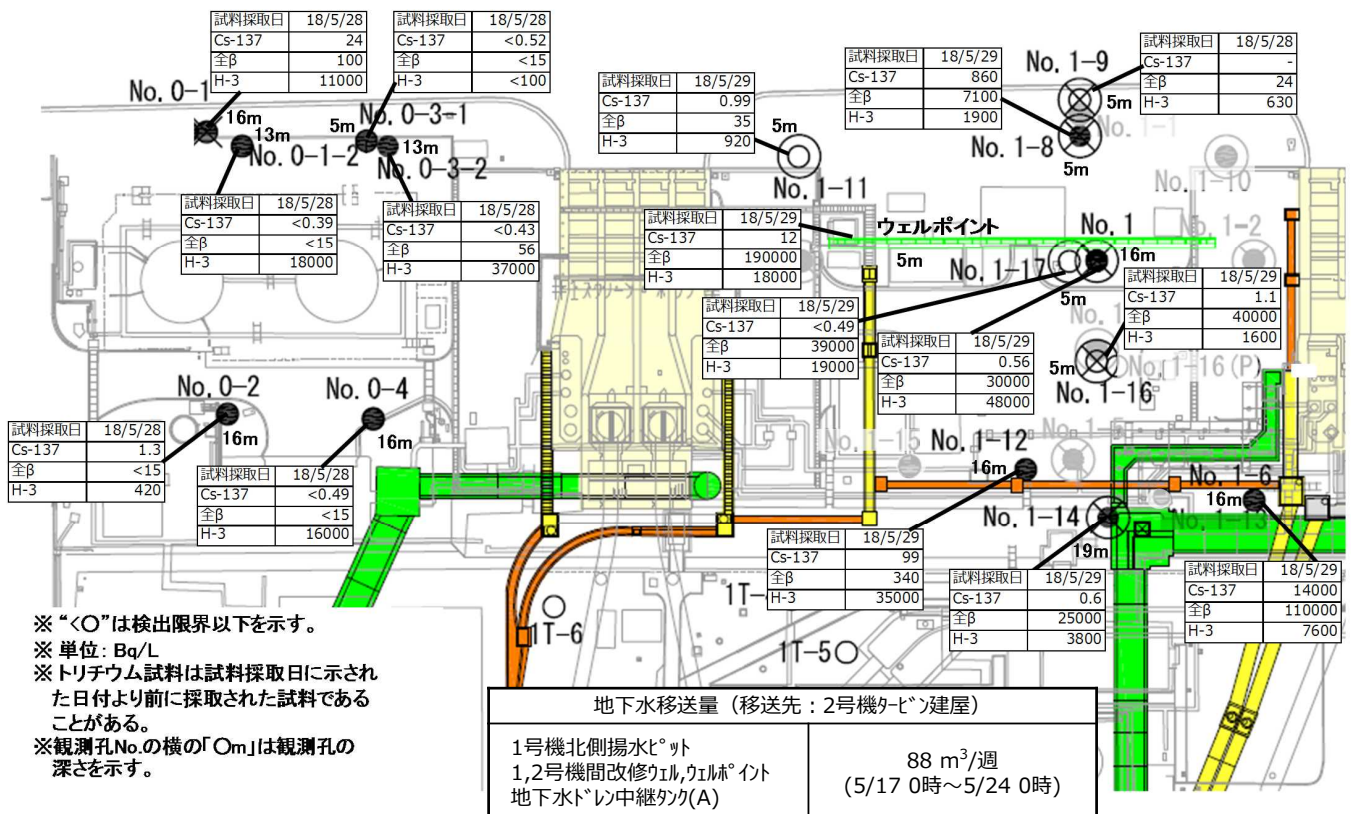 試料採取日 18/5/28
Cs-137 24
全β 100
H-3 11000
試料採取日 18/5/28
Cs-137 <0.52
全β <15
H-3 <100
試料採取日 18/5/29
Cs-137 0.99
全β 35
H-3 920
試料採取日 18/5/29
Cs-137 860
全β 7100
H-3 1900
試料採取日 18/5/28
Cs-137 -
全β 24
H-3 630
No. 0-1
16m
13m
No. 0-1-2
5m
No. 0-3-1
13m
No. 0-3-2
5m
No. 1-11
No. 1-9
5m
No. 1-1
No. 1-8
5m
No. 1-10
試料採取日 18/5/28
Cs-137 <0.39
全β <15
H-3 18000
試料採取日 18/5/28
Cs-137 <0.43
全β 56
H-3 37000
試料採取日 18/5/29
Cs-137 12
全β 190000
H-3 18000
ウェルポイント
5m
No. 1
16m
No. 1-2
No. 1-17
5m
試料採取日 18/5/29
Cs-137 1.1
全β 40000
H-3 1600
試料採取日 18/5/29
Cs-137 <0.49
全β 39000
H-3 19000
試料採取日 18/5/29
Cs-137 0.56
全β 30000
H-3 48000
5m
No. 1-16
No. 1-16(P)
No. 0-2
16m
No. 0-4
16m
試料採取日 18/5/28
Cs-137 1.3
全β <15
H-3 420
試料採取日 18/5/28
Cs-137 <0.49
全β <15
H-3 16000
No. 1-15
No. 1-12
16m
No. 1-6
16m
No. 1-13
No. 1-14
19m
試料採取日 18/5/29
Cs-137 99
全β 340
H-3 35000
試料採取日 18/5/29
Cs-137 0.6
全β 25000
H-3 3800
試料採取日 18/5/29
Cs-137 14000
全β 110000
H-3 7600
1T-6
1T-5
※ “<○”は検出限界以下を示す。
※ 単位: Bq/L
※ トリチウム試料は試料採取日に示され
た日付より前に採取された試料である
ことがある。
※観測孔No.の横の「○m」は観測孔の
深さを示す。
地下水移送量（移送先：2号機ﾀｰﾋﾞﾝ建屋）
1号機北側揚水ﾋﾟｯﾄ
1,2号機間改修ｳｪﾙ,ｳｪﾙﾎﾟｲﾝﾄ
地下水ﾄﾞﾚﾝ中継ﾀﾝｸ(A)
88 m³/週
(5/17 0時～5/24 0時)